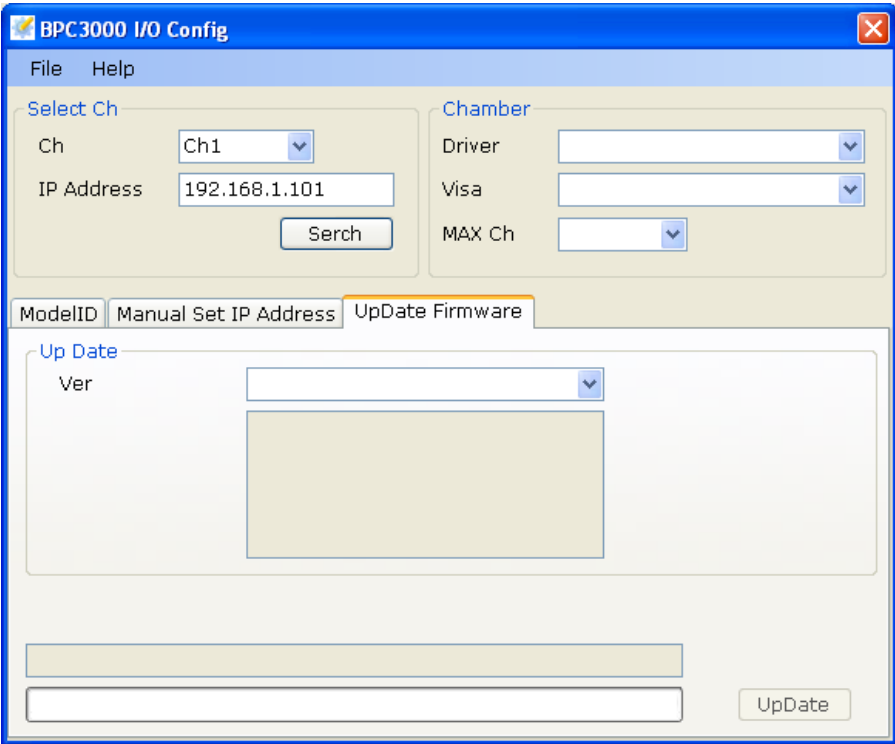 BPC3000 I/O Config
File Help
Select Ch
Ch Ch1
IP Address 192.168.1.101
Serch
Chamber
Driver
Visa
MAX Ch
ModelID Manual Set IP Address UpDate Firmware
Up Date
Ver
UpDate